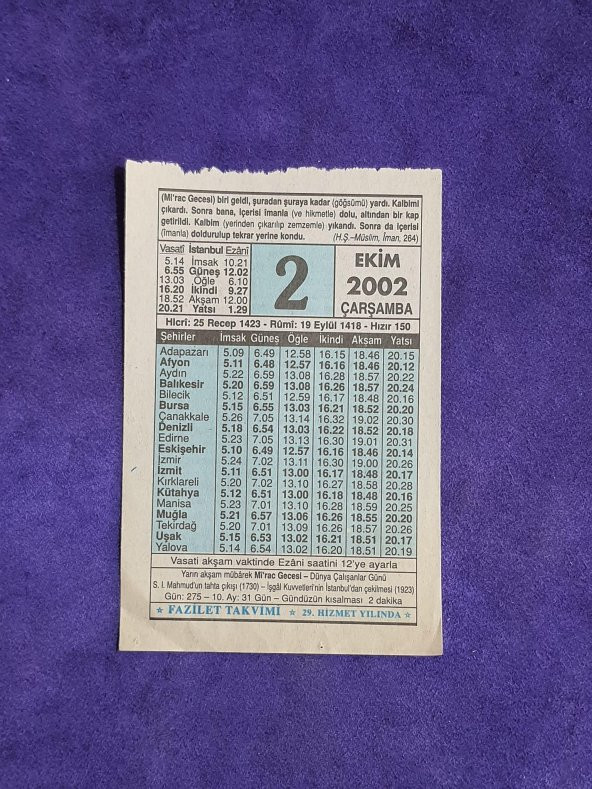 (Mi'rac Gecesi) biri geldi, şuradan şuraya kadar (göğsümü) yardı. Kalbimi
çıkardı. Sonra bana, içerisi imanla (ve hikmetle) dolu, altından bir kap
getirildi. Kalbim (yerinden çıkarılıp zemzemle) yıkandı. Sonra da içerisi
(îmanla) doldurulup tekrar yerine kondu. (H.Ş.–Müslim, Îman, 264)
Vasatî İstanbul Ezânî
5.14 İmsak 10.21
6.55 Güneş 12.02
13.03 Öğle 6.10
16.20 İkindi 9.27
18.52 Akşam 12.00
20.21 Yatsı 1.29
2
EKİM
2002
ÇARŞAMBA
Hicrî: 25 Recep 1423 - Rûmî: 19 Eylül 1418 - Hızır 150
Şehirler İmsak Güneş Öğle İkindi Akşam Yatsı
Adapazarı 5.09 6.49 12.58 16.15 18.46 20.15
Afyon 5.11 6.48 12.57 16.16 18.46 20.12
Aydın 5.22 6.59 13.08 16.28 18.57 20.22
Balıkesir 5.20 6.59 13.08 16.26 18.57 20.24
Bilecik 5.12 6.51 12.59 16.17 18.48 20.16
Bursa 5.15 6.55 13.03 16.21 18.52 20.20
Çanakkale 5.26 7.05 13.14 16.32 19.02 20.30
Denizli 5.18 6.54 13.03 16.22 18.52 20.18
Edirne 5.23 7.05 13.13 16.30 19.01 20.31
Eskişehir 5.10 6.49 12.57 16.16 18.46 20.14
İzmir 5.24 7.02 13.11 16.30 19.00 20.26
İzmit 5.11 6.51 13.00 16.17 18.48 20.17
Kırklareli 5.20 7.02 13.10 16.27 18.58 20.28
Kütahya 5.12 6.51 13.00 16.18 18.48 20.16
Manisa 5.23 7.01 13.10 16.28 18.59 20.25
Muğla 5.21 6.57 13.06 16.26 18.55 20.20
Tekirdağ 5.20 7.01 13.09 16.26 18.57 20.26
Uşak 5.15 6.53 13.02 16.21 18.51 20.17
Yalova 5.14 6.54 13.02 16.20 18.51 20.19
Vasati akşam vaktinde Ezâni saatini 12'ye ayarla
Yarın akşam mübârek Mi'rac Gecesi – Dünya Çalışanlar Günü
S. I. Mahmud'un tahta çıkışı (1730) – İşgâl Kuvvetleri'nin İstanbul'dan çekilmesi (1923)
Gün: 275 – 10. Ay: 31 Gün – Gündüzün kısalması 2 dakika
FAZİLET TAKVİMİ 29. HİZMET YILINDA